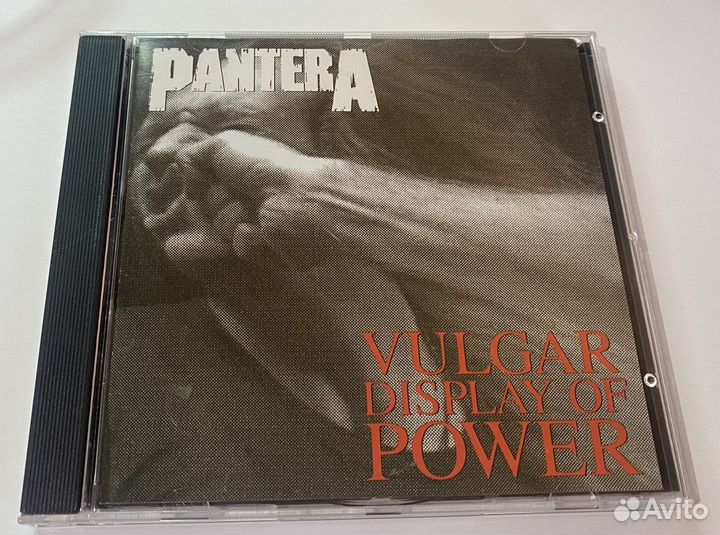 PANTERA
VULGAR
DISPLAY OF
POWER
Avito